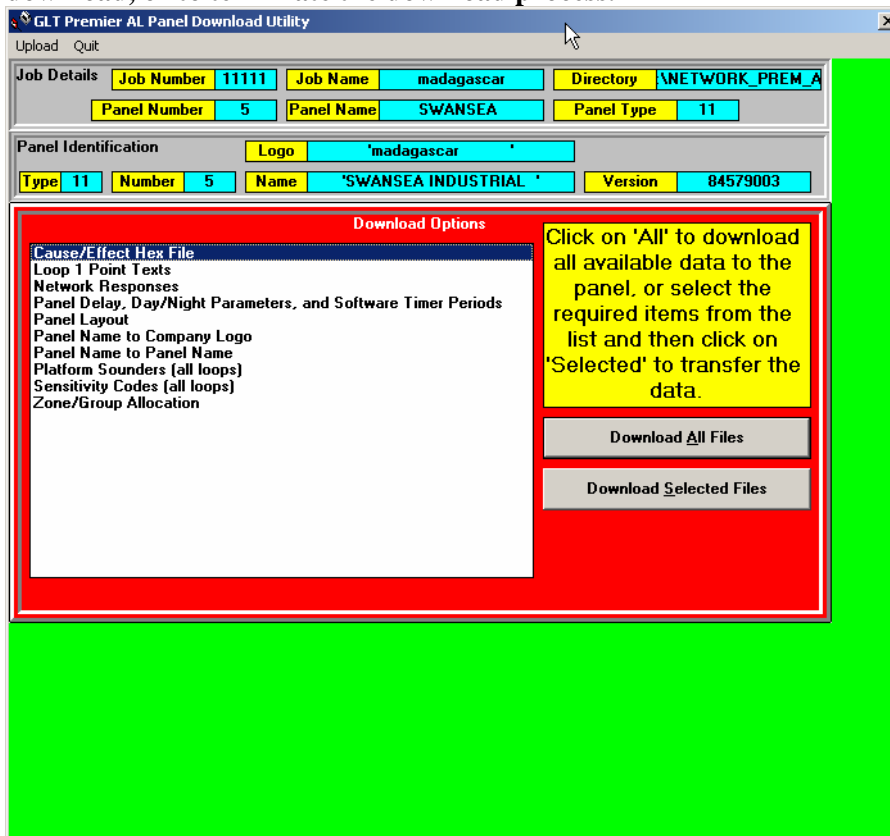 GLT Premier AL Panel Download Utility
Upload Quit
Job Details Job Number 11111 Job Name madagascar Directory :\NETWORK_PREM_A
Panel Number 5 Panel Name SWANSEA Panel Type 11
Panel Identification Logo 'madagascar '
Type 11 Number 5 Name 'SWANSEA INDUSTRIAL ' Version 84579003
Download Options
Cause/Effect Hex File
Loop 1 Point Texts
Network Responses
Panel Delay, Day/Night Parameters, and Software Timer Periods
Panel Layout
Panel Name to Company Logo
Panel Name to Panel Name
Platform Sounders (all loops)
Sensitivity Codes (all loops)
Zone/Group Allocation
Click on 'All' to download
all available data to the
panel, or select the
required items from the
list and then click on
'Selected' to transfer the
data.
Download All Files
Download Selected Files